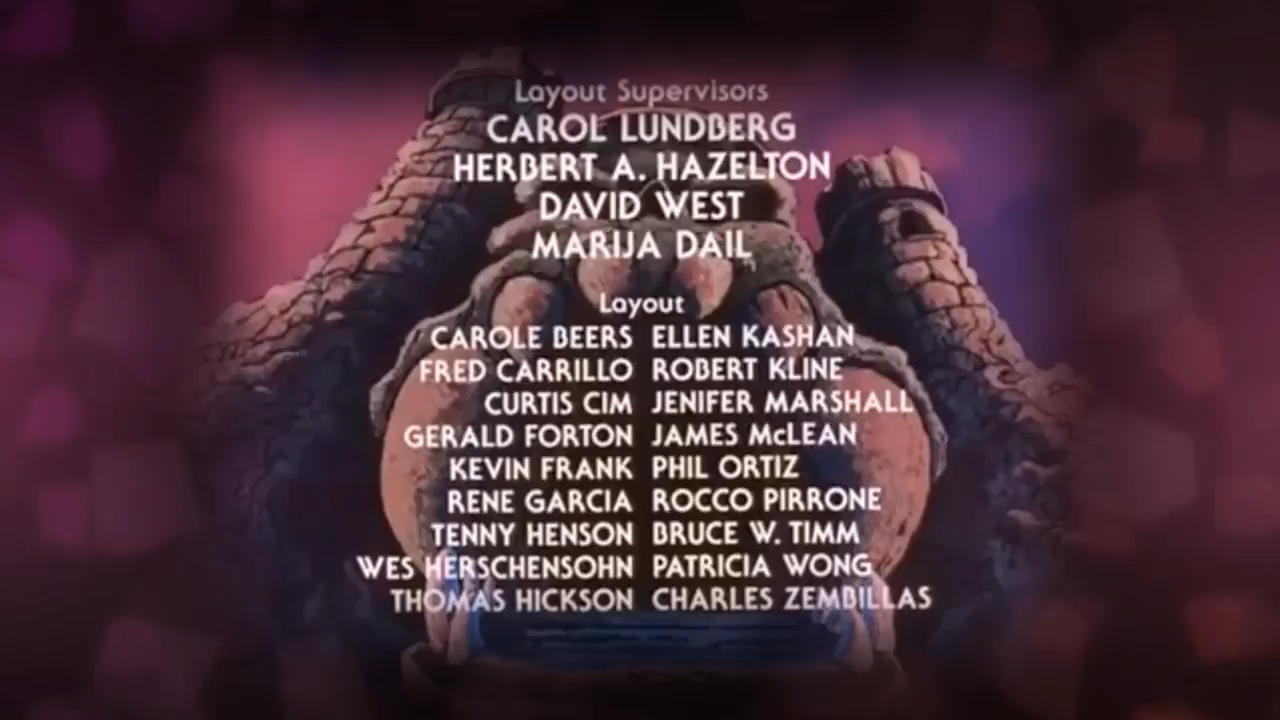 Layout Supervisors
CAROL LUNDBERG
HERBERT A. HAZELTON
DAVID WEST
MARIJA DAIL
Layout
CAROLE BEERS ELLEN KASHAN
FRED CARRILLO ROBERT KLINE
CURTIS CIM JENIFER MARSHALL
GERALD FORTON JAMES McLEAN
KEVIN FRANK PHIL ORTIZ
RENE GARCIA ROCCO PIRRONE
TENNY HENSON BRUCE W. TIMM
WES HERSCHENSOHN PATRICIA WONG
THOMAS HICKSON CHARLES ZEMBILLAS